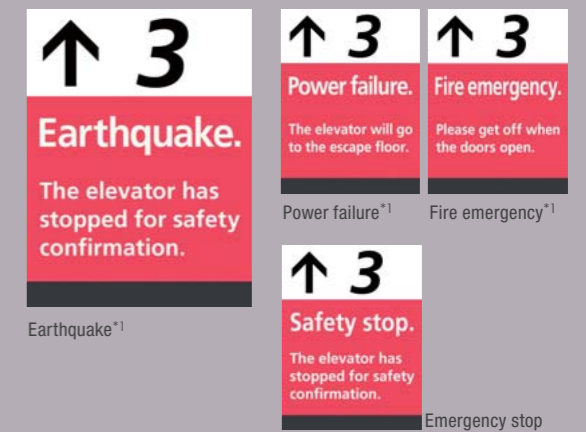 ↑ 3
Earthquake.
The elevator has
stopped for safety
confirmation.
Earthquake*1
↑ 3
Power failure.
The elevator will go
to the escape floor.
Power failure*1
↑ 3
Fire emergency.
Please get off when
the doors open.
Fire emergency*1
↑ 3
Safety stop.
The elevator has
stopped for safety
confirmation.
Emergency stop